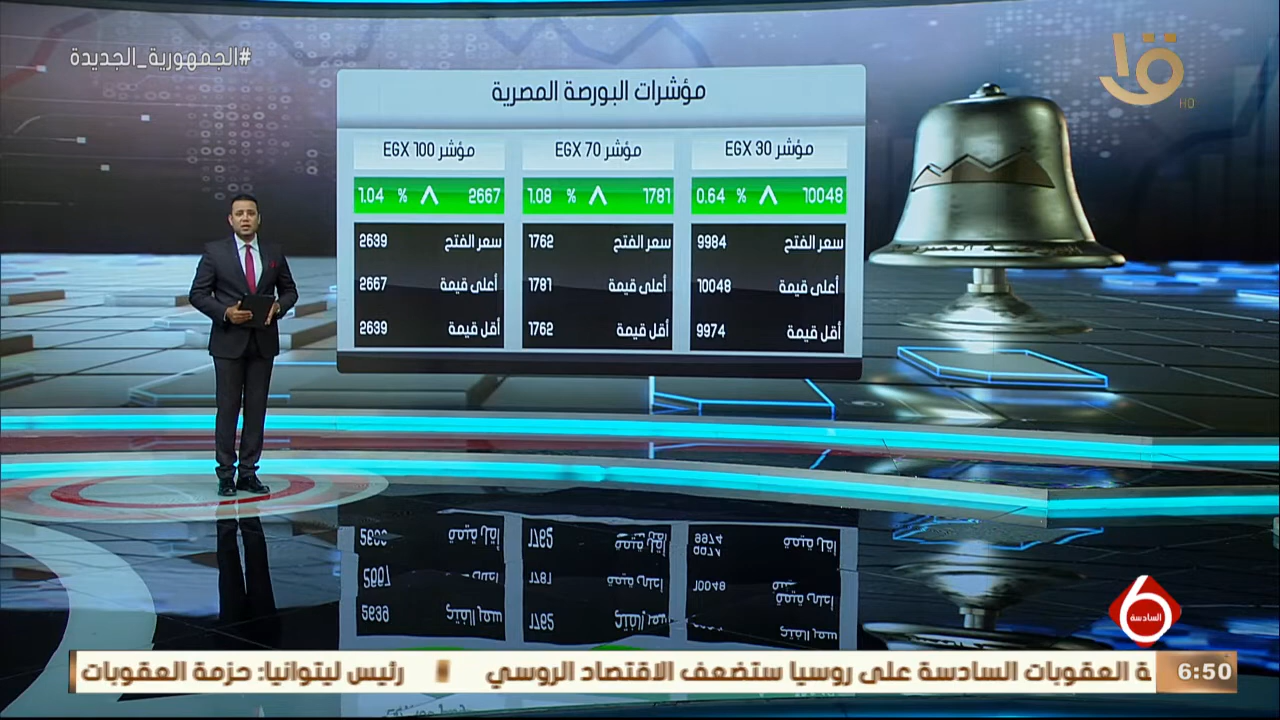 #الجمهورية_الجديدة
HD
مؤشرات البورصة المصرية
مؤشر EGX 30
10048 % 0.64
سعر الفتح 9984
أعلى قيمة 10048
أقل قيمة 9974
مؤشر EGX 70
1781 % 1.08
سعر الفتح 1762
أعلى قيمة 1781
أقل قيمة 1762
مؤشر EGX 100
2667 % 1.04
سعر الفتح 2639
أعلى قيمة 2667
أقل قيمة 2639
6
السادسة
6:50
ة العقوبات السادسة على روسيا ستضعف الاقتصاد الروسي
رئيس ليتوانيا: حزمة العقوبات